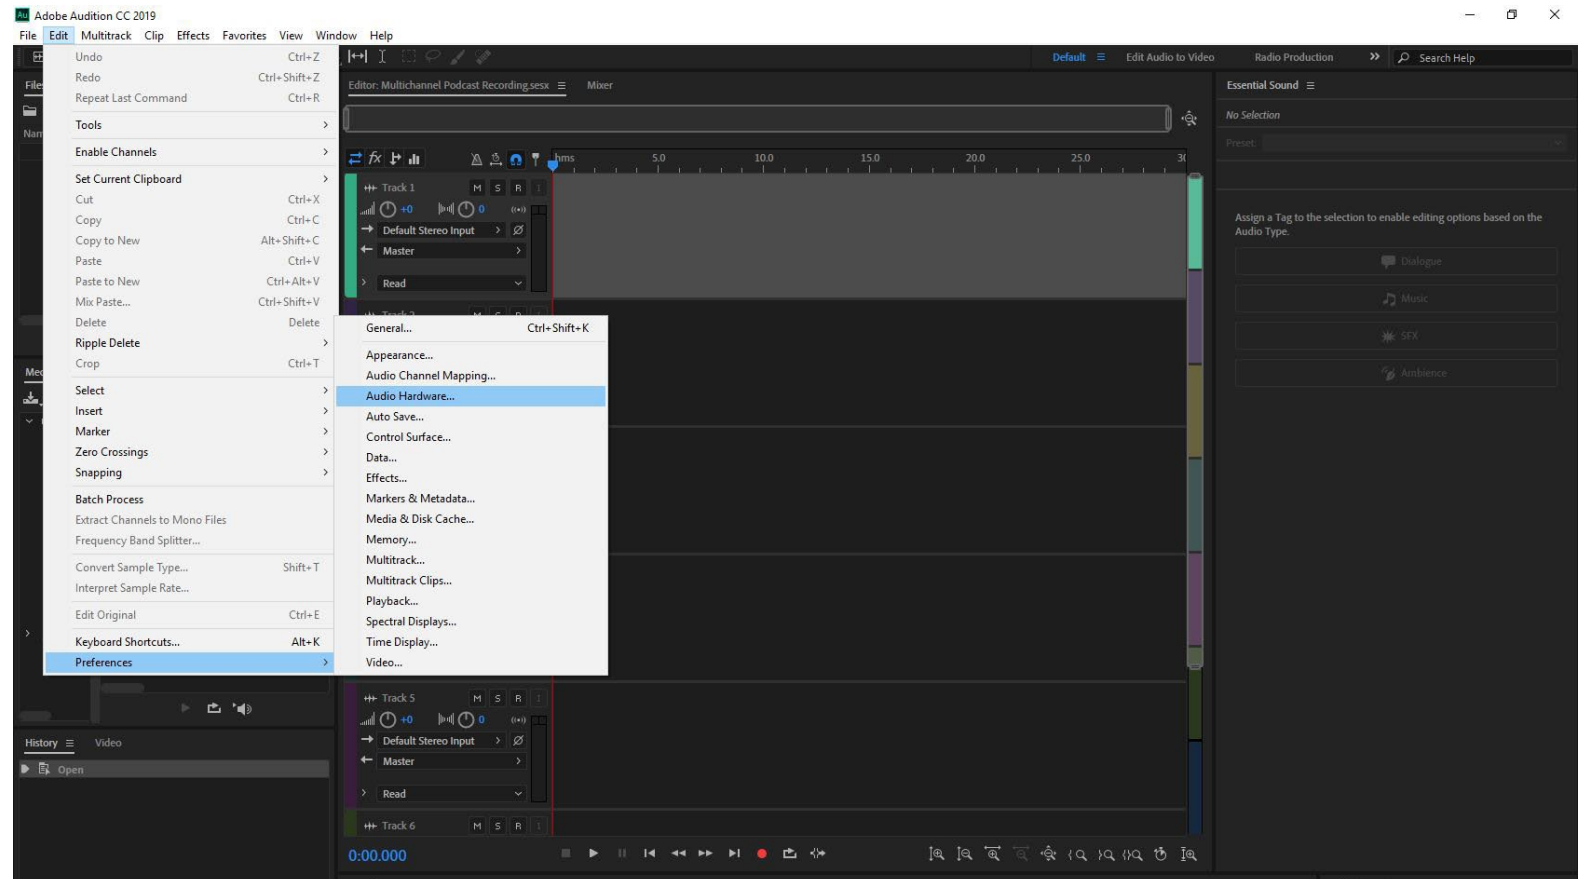 Au Adobe Audition CC 2019
File Edit Multitrack Clip Effects Favorites View Window Help
Default Edit Audio to Video Radio Production Search Help
Undo Ctrl+Z
Redo Ctrl+Shift+Z
Repeat Last Command Ctrl+R
Tools
Enable Channels
Set Current Clipboard
Cut Ctrl+X
Copy Ctrl+C
Copy to New Alt+Shift+C
Paste Ctrl+V
Paste to New Ctrl+Alt+V
Mix Paste... Ctrl+Shift+V
Delete Delete
Ripple Delete
Crop Ctrl+T
Select
Insert
Marker
Zero Crossings
Snapping
Batch Process
Extract Channels to Mono Files
Frequency Band Splitter...
Convert Sample Type... Shift+T
Interpret Sample Rate...
Edit Original Ctrl+E
Keyboard Shortcuts... Alt+K
Preferences
General... Ctrl+Shift+K
Appearance...
Audio Channel Mapping...
Audio Hardware...
Auto Save...
Control Surface...
Data...
Effects...
Markers & Metadata...
Media & Disk Cache...
Memory...
Multitrack...
Multitrack Clips...
Playback...
Spectral Displays...
Time Display...
Video...
Editor: Multichannel Podcast Recording.sesx Mixer
fx hms 5.0 10.0 15.0 20.0 25.0
Track 1 M S R I
+0 0
Default Stereo Input
Master
Read
Track 5 M S R I
+0 0
Default Stereo Input
Master
Read
Track 6 M S R I
0:00.000
History Video
Open
Essential Sound
No Selection
Preset:
Assign a Tag to the selection to enable editing options based on the
Audio Type.
Dialogue
Music
SFX
Ambience